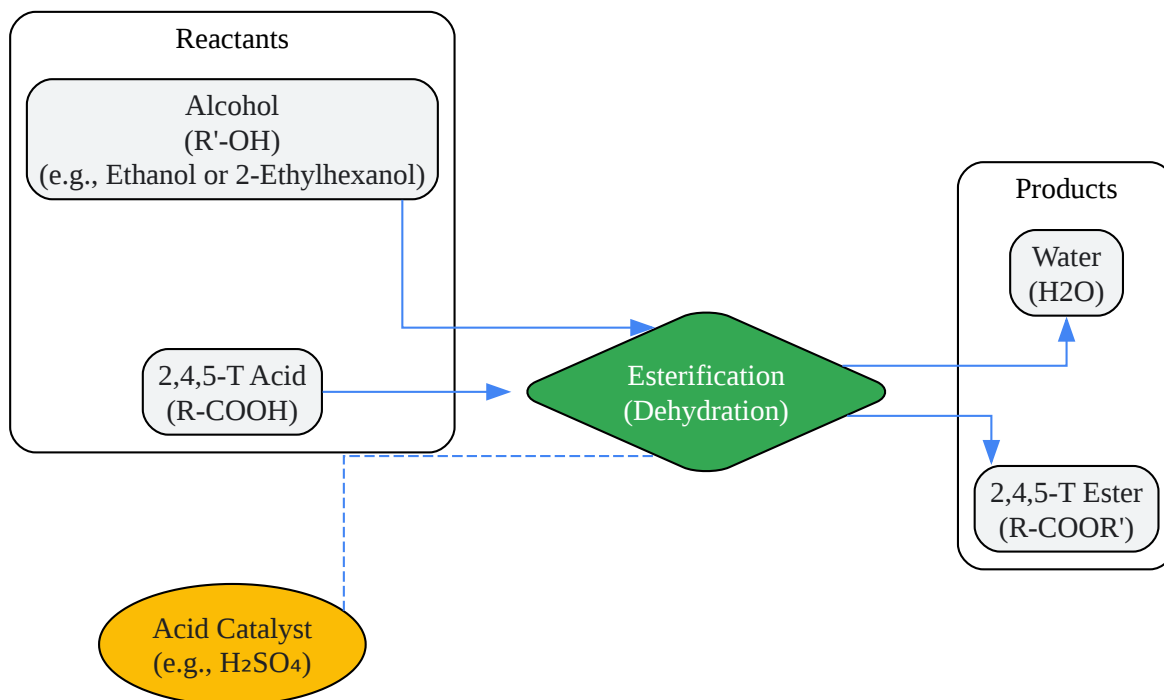 Reactants
Alcohol
(R'-OH)
(e.g., Ethanol or 2-Ethylhexanol)
2,4,5-T Acid
(R-COOH)
Acid Catalyst
(e.g., H₂SO₄)
Esterification
(Dehydration)
Products
Water
(H2O)
2,4,5-T Ester
(R-COOR')